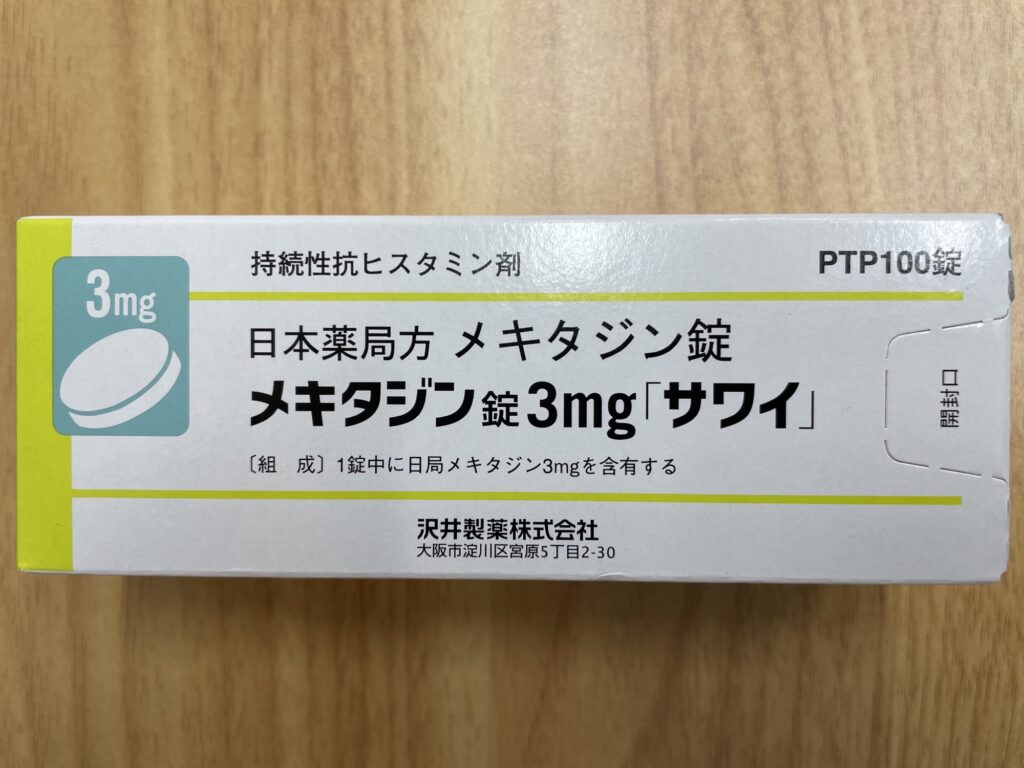 3mg
持続性抗ヒスタミン剤
PTP100錠
日本薬局方 メキタジン錠
メキタジン錠3mg「サワイ」
〔組 成〕1錠中に日局メキタジン3mgを含有する
開封口
沢井製薬株式会社
大阪市淀川区宮原5丁目2-30